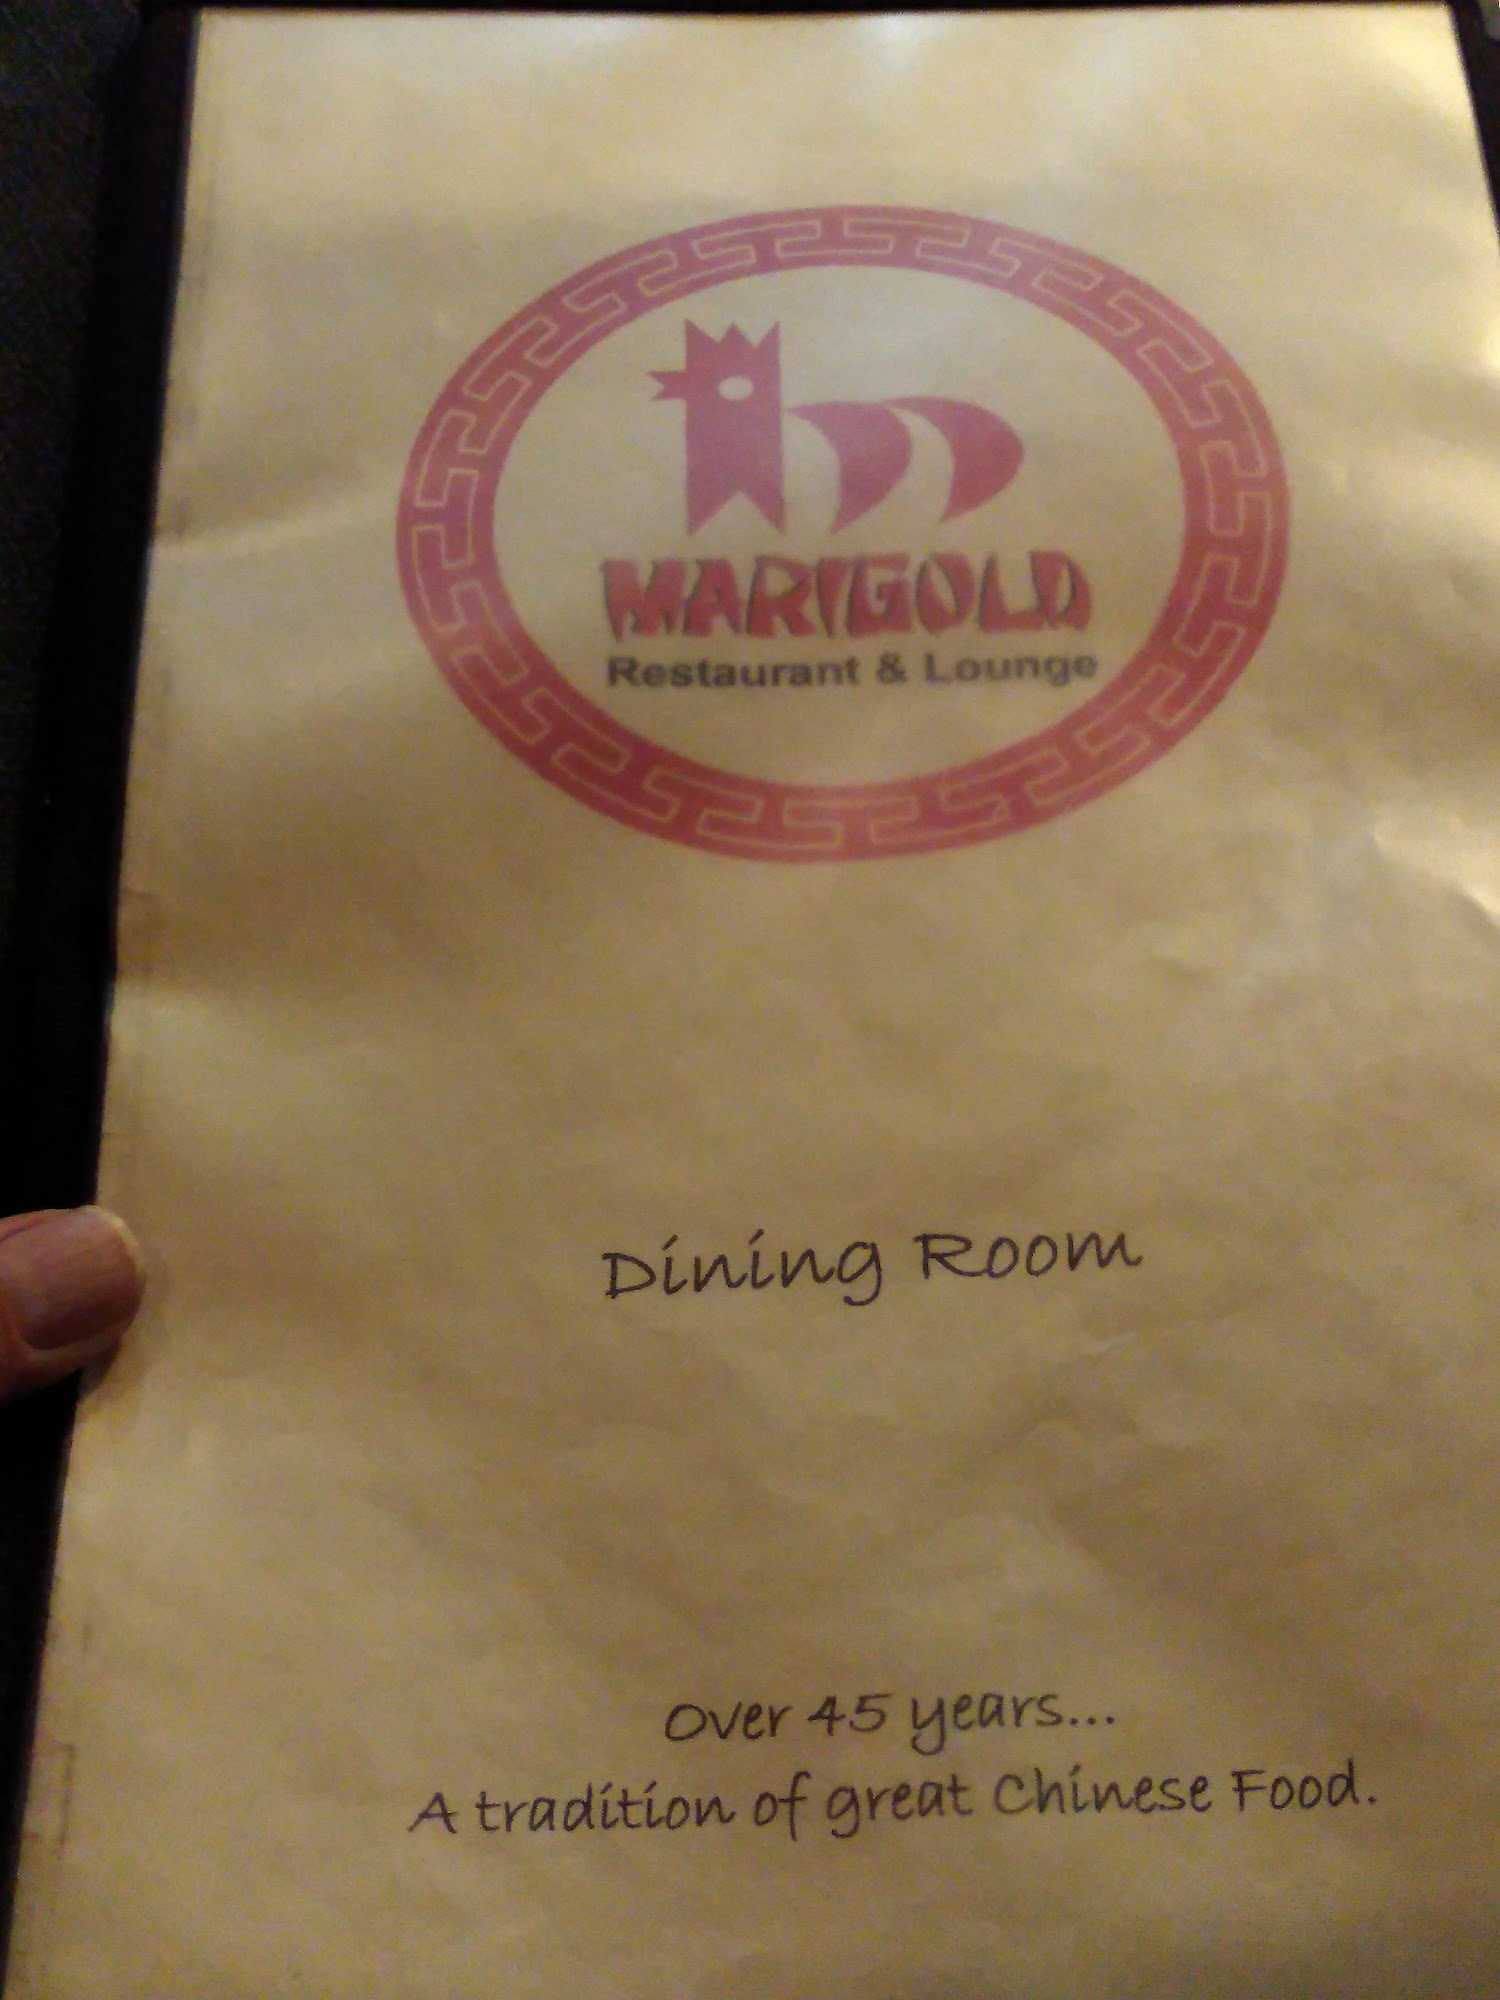 MARIGOLD
Restaurant & Lounge
Dining Room
Over 45 years...
A tradition of great Chinese Food.